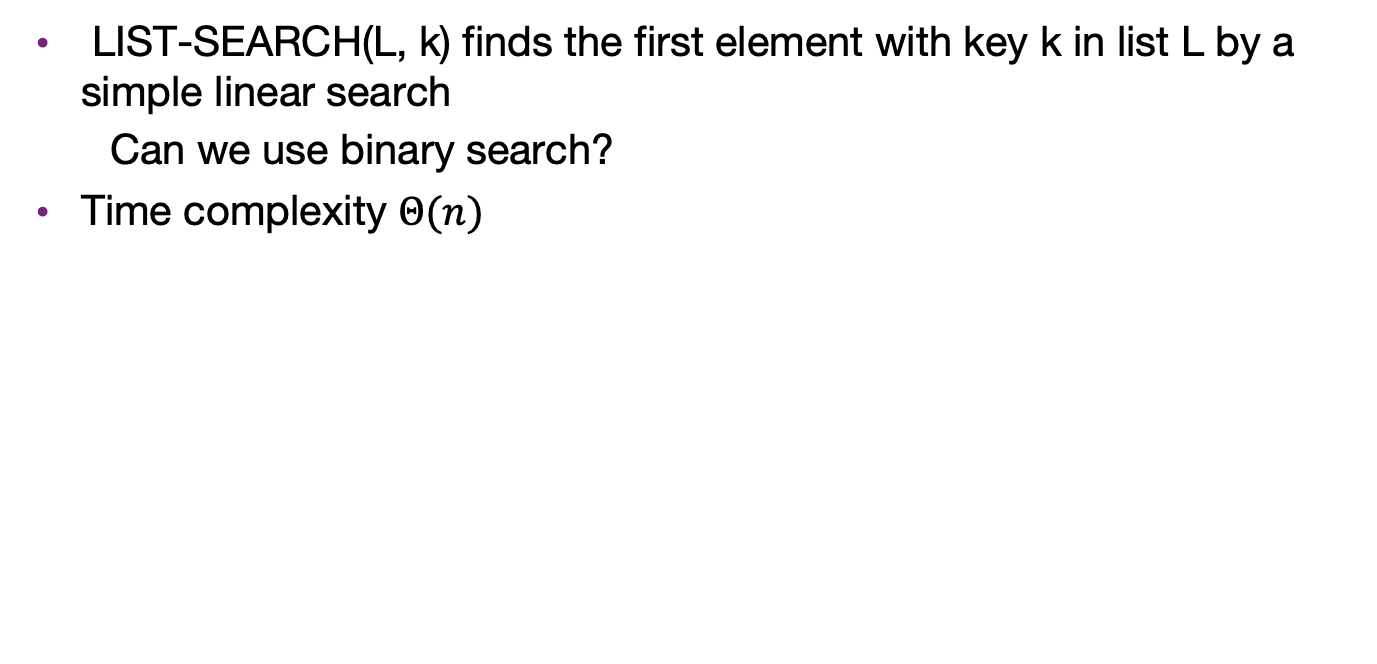 • LIST-SEARCH(L, k) finds the first element with key k in list L by a
simple linear search
Can we use binary search?
• Time complexity Θ(n)